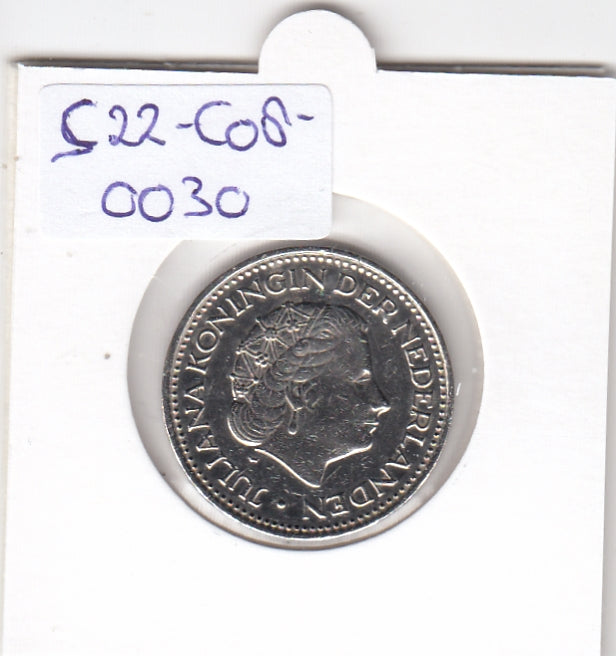 S22-C08-
0030
JULIANA KONINGIN DER NEDERLANDEN ·